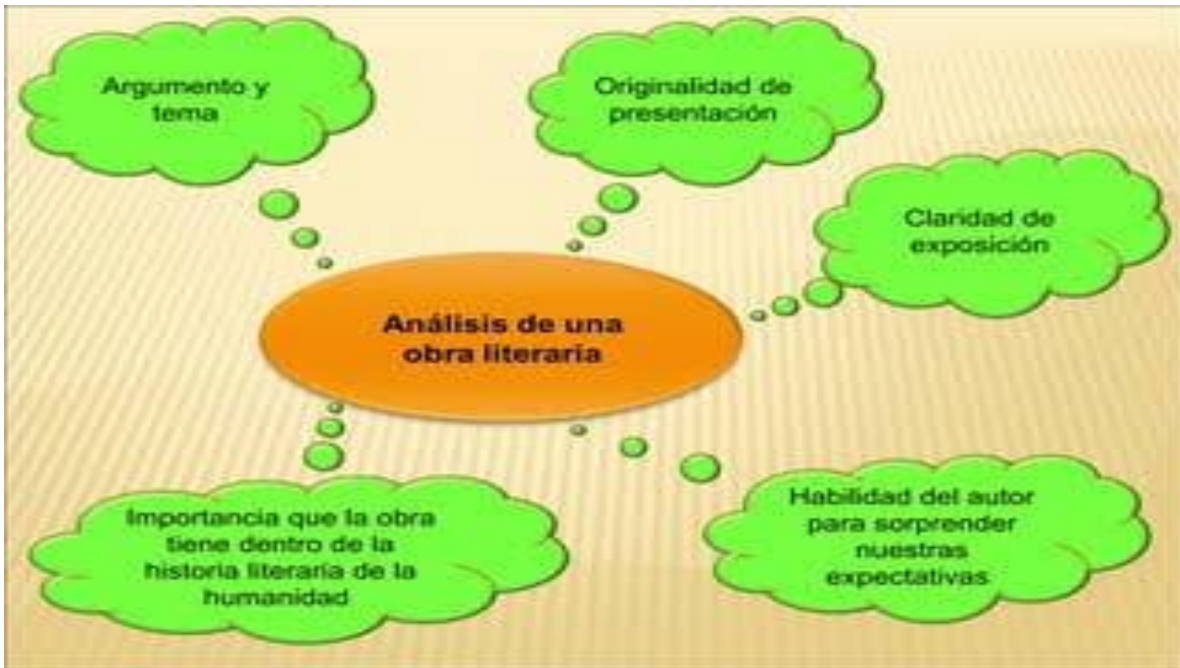 Argumento y
tema
Originalidad de
presentación
Claridad de
exposición
Análisis de una
obra literaria
Importancia que la obra
tiene dentro de la
historia literaria de la
humanidad
Habilidad del autor
para sorprender
nuestras
expectativas